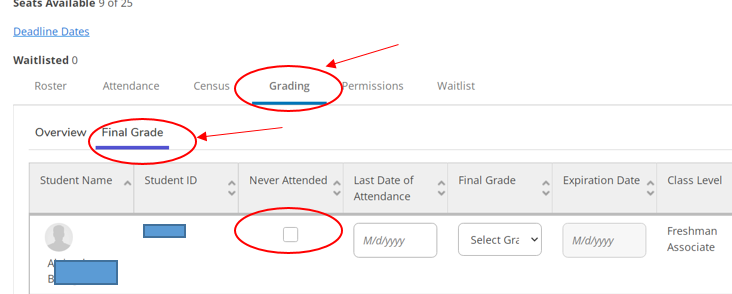 Seats Available 9 of 25
Deadline Dates
Waitlisted 0
Roster Attendance Census Grading Permissions Waitlist
Overview Final Grade
Student Name Student ID Never Attended Last Date of Attendance Final Grade Expiration Date Class Level
M/d/yyyy Select Gra M/d/yyyy Freshman
Associate